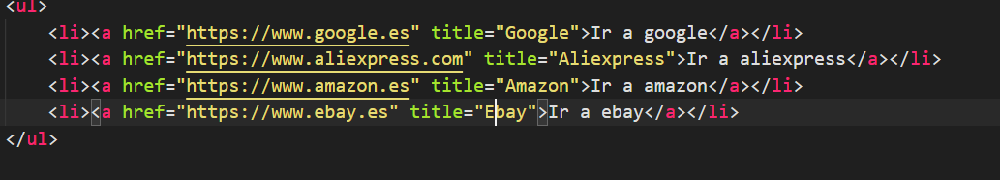 <ul>
<li><a href="https://www.google.es" title="Google">Ir a google</a></li>
<li><a href="https://www.aliexpress.com" title="Aliexpress">Ir a aliexpress</a></li>
<li><a href="https://www.amazon.es" title="Amazon">Ir a amazon</a></li>
<li><a href="https://www.ebay.es" title="Ebay">Ir a ebay</a></li>
</ul>